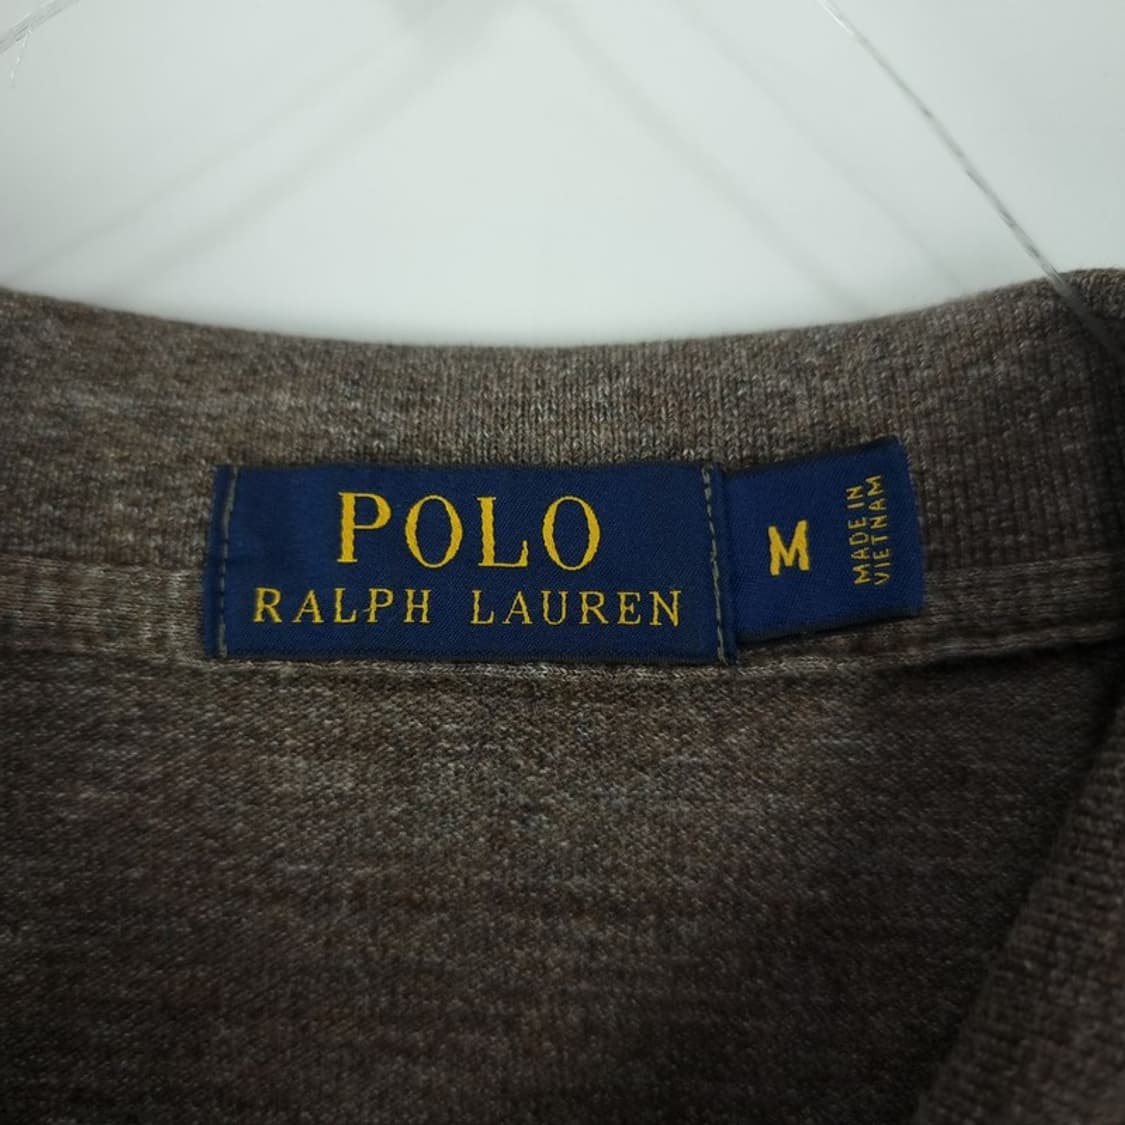 POLO
RALPH LAUREN
M
MADE IN
VIETNAM